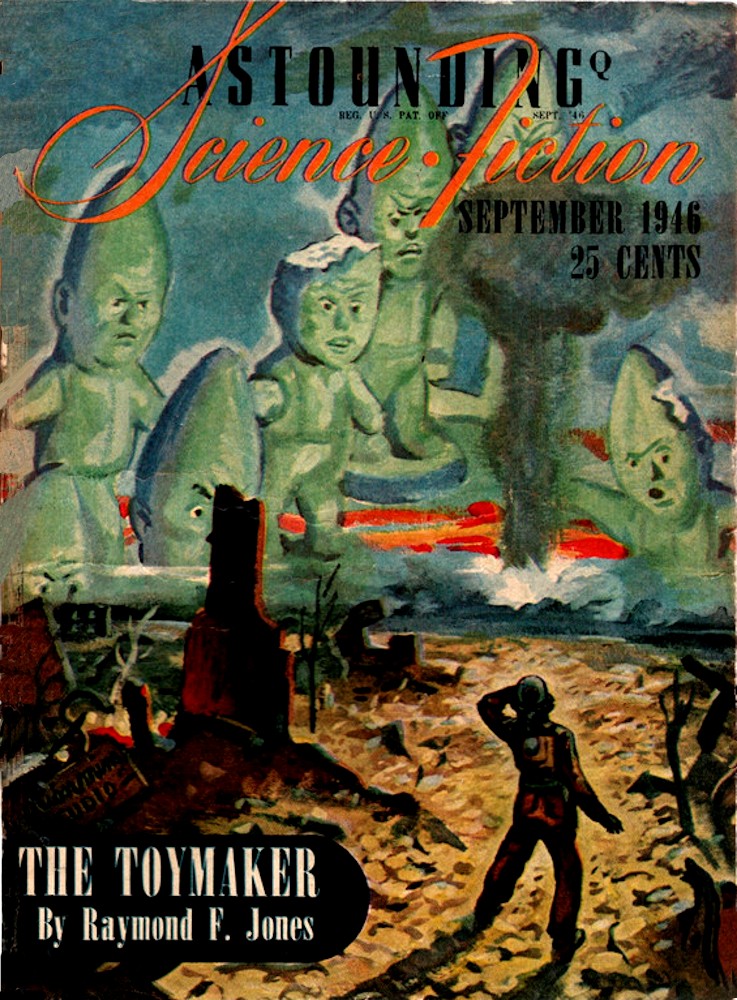 ASTOUNDING
REG. U. S. PAT. OFF
SEPT. '46
Science • Fiction
SEPTEMBER 1946
25 CENTS
THE TOYMAKER
By Raymond F. Jones